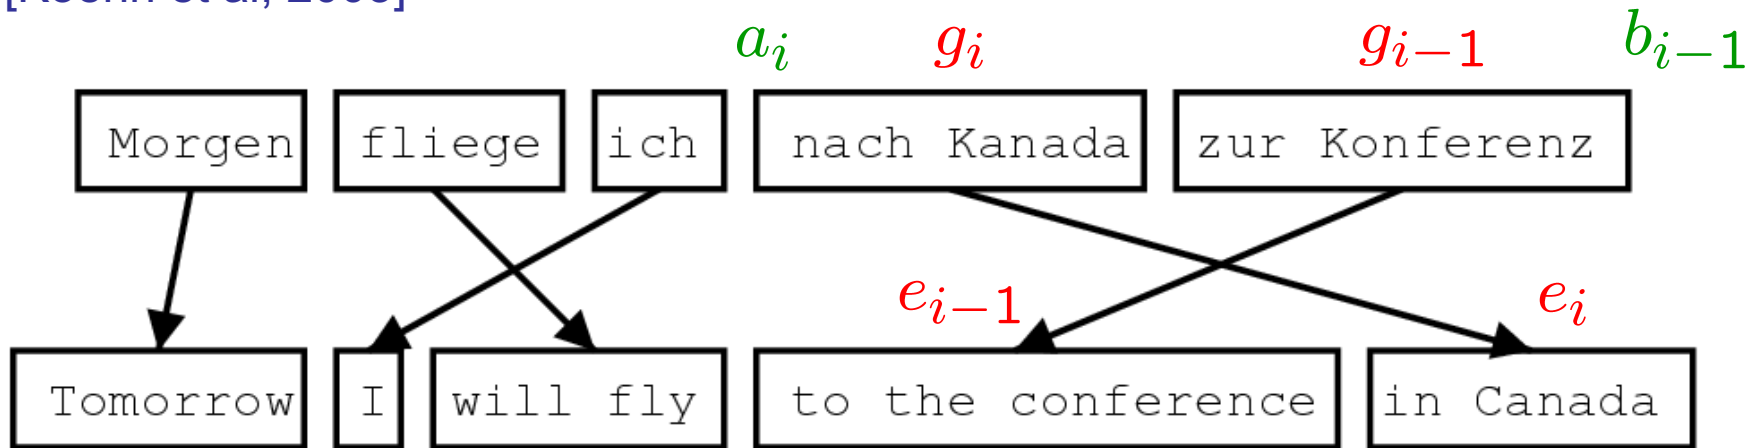 a_i g_i g_{i-1} b_{i-1}
Morgen fliege ich nach Kanada zur Konferenz
e_{i-1} e_i
Tomorrow I will fly to the conference in Canada